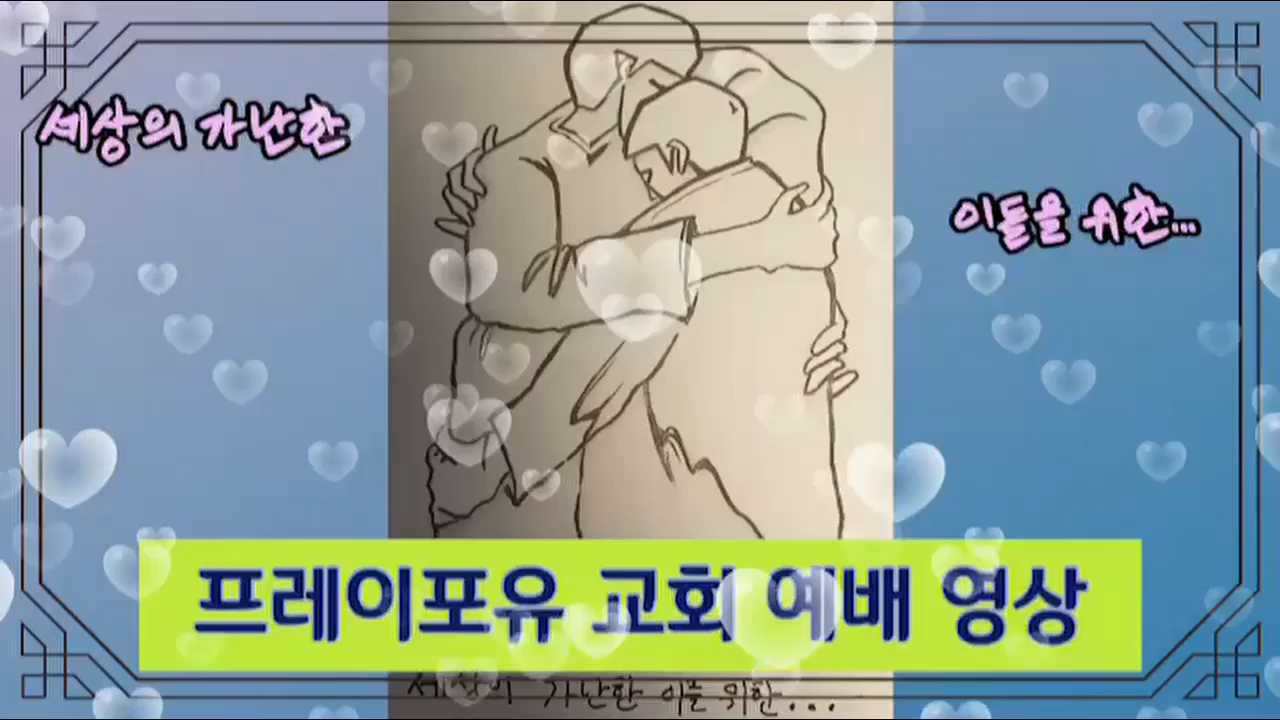 세상의 가난한
이들을 위한...
프레이포유 교회 예배 영상
세상의 가난한 이들 위한...